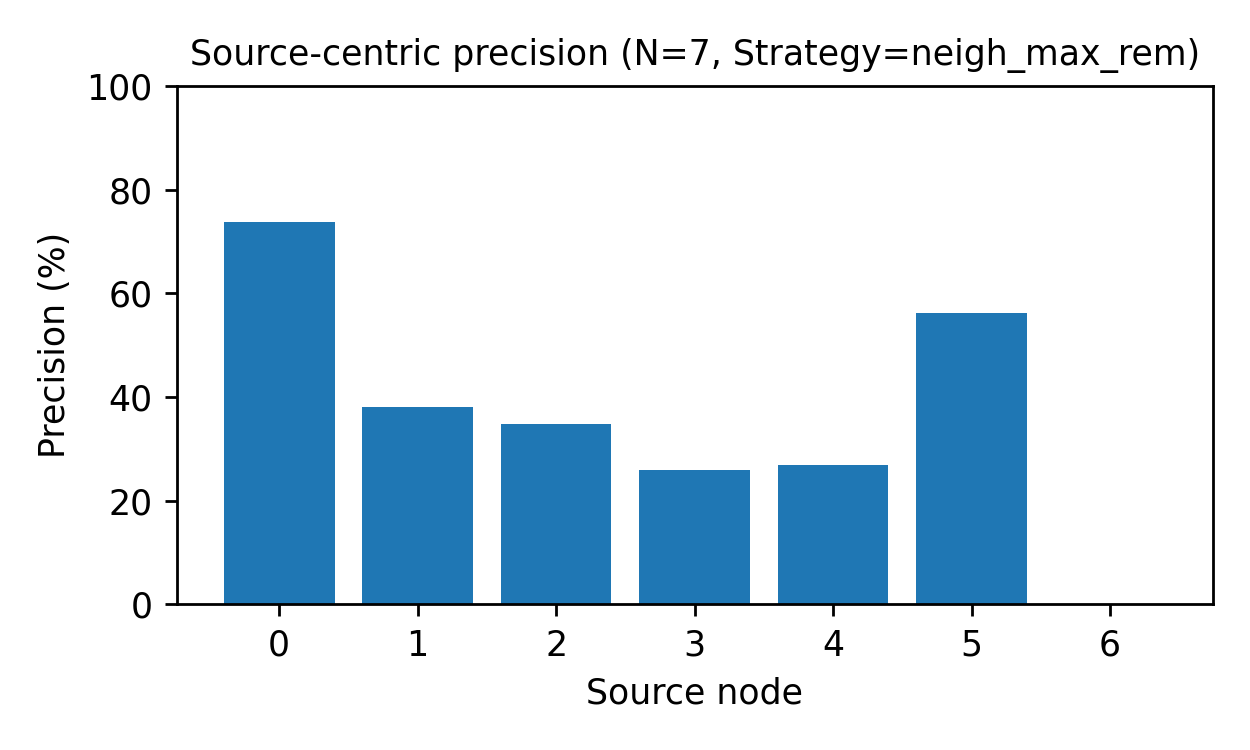 Source-centric precision (N=7, Strategy=neigh_max_rem)
100
80
60
40
20
0
Precision (%)
0 1 2 3 4 5 6
Source node